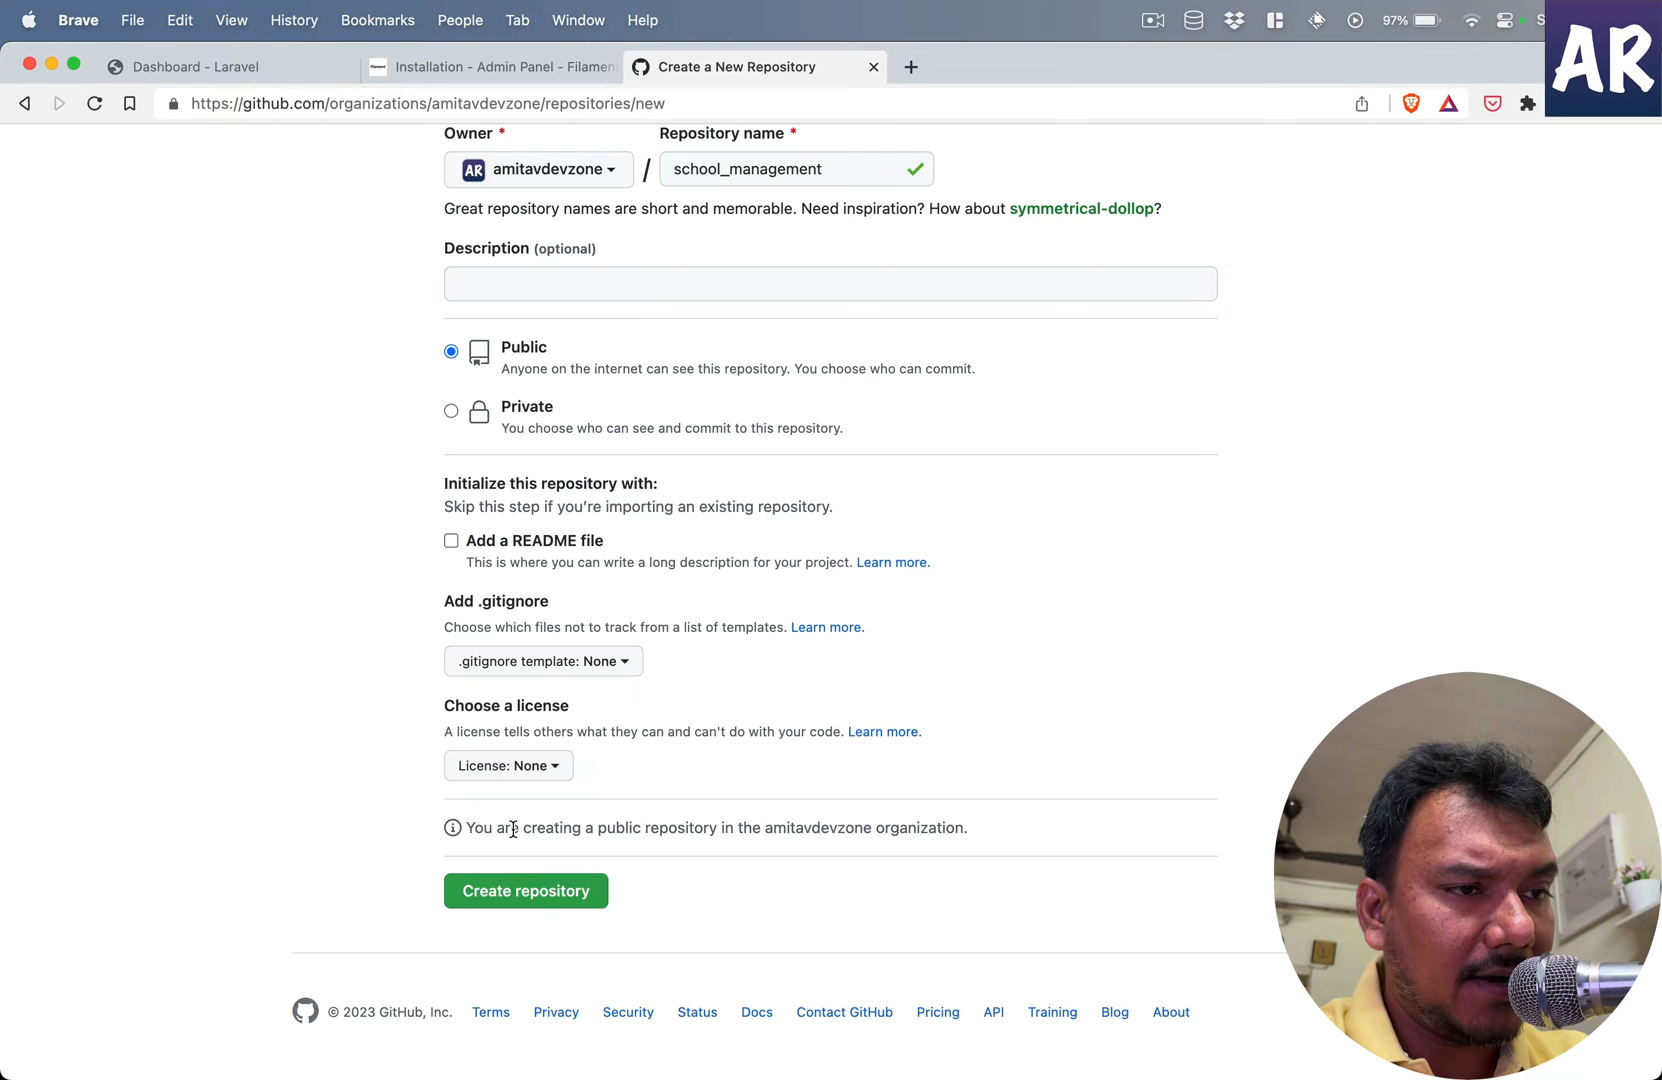 Brave File Edit View History Bookmarks People Tab Window Help 97% S
AR
Dashboard - Laravel
Installation - Admin Panel - Filamen
Create a New Repository
https://github.com/organizations/amitavdevzone/repositories/new
Owner *
Repository name *
AR amitavdevzone / school_management
Great repository names are short and memorable. Need inspiration? How about symmetrical-dollop?
Description (optional)
Public
Anyone on the internet can see this repository. You choose who can commit.
Private
You choose who can see and commit to this repository.
Initialize this repository with:
Skip this step if you’re importing an existing repository.
Add a README file
This is where you can write a long description for your project. Learn more.
Add .gitignore
Choose which files not to track from a list of templates. Learn more.
.gitignore template: None
Choose a license
A license tells others what they can and can't do with your code. Learn more.
License: None
You are creating a public repository in the amitavdevzone organization.
Create repository
© 2023 GitHub, Inc. Terms Privacy Security Status Docs Contact GitHub Pricing API Training Blog About